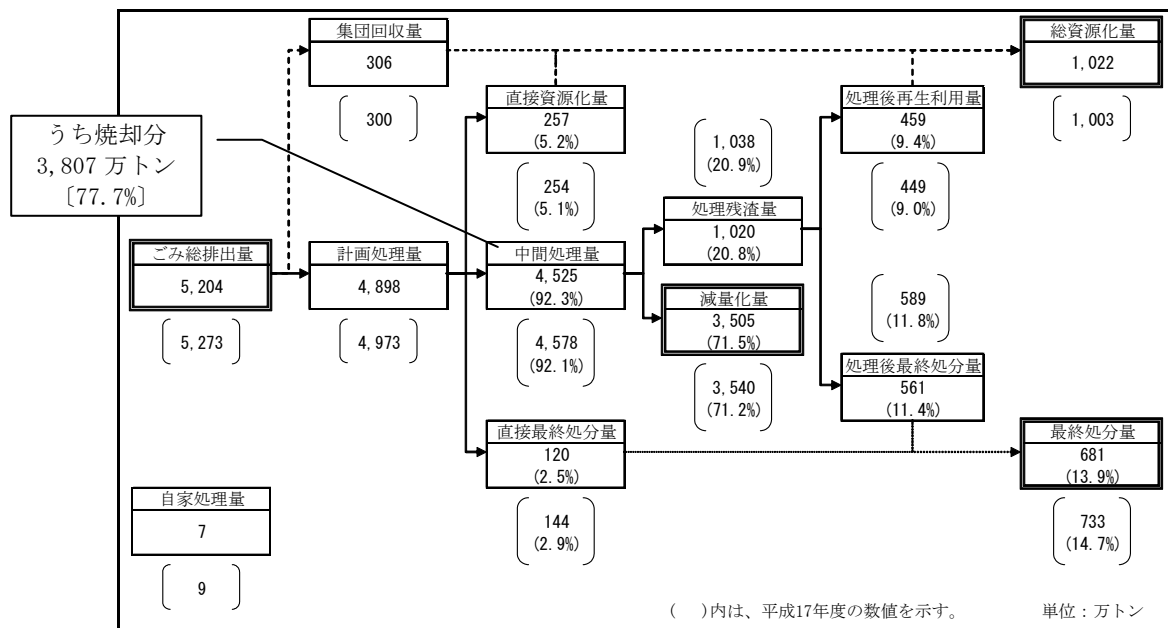 集団回収量
306
300
総資源化量
1,022
1,003
直接資源化量
257
(5.2%)
254
(5.1%)
1,038
(20.9%)
処理後再生利用量
459
(9.4%)
449
(9.0%)
うち焼却分
3,807 万トン
〔77.7%〕
処理残渣量
1,020
(20.8%)
ごみ総排出量
5,204
5,273
計画処理量
4,898
4,973
中間処理量
4,525
(92.3%)
4,578
(92.1%)
減量化量
3,505
(71.5%)
3,540
(71.2%)
589
(11.8%)
処理後最終処分量
561
(11.4%)
直接最終処分量
120
(2.5%)
144
(2.9%)
最終処分量
681
(13.9%)
733
(14.7%)
自家処理量
7
9
( )内は、平成17年度の数値を示す。
単位：万トン